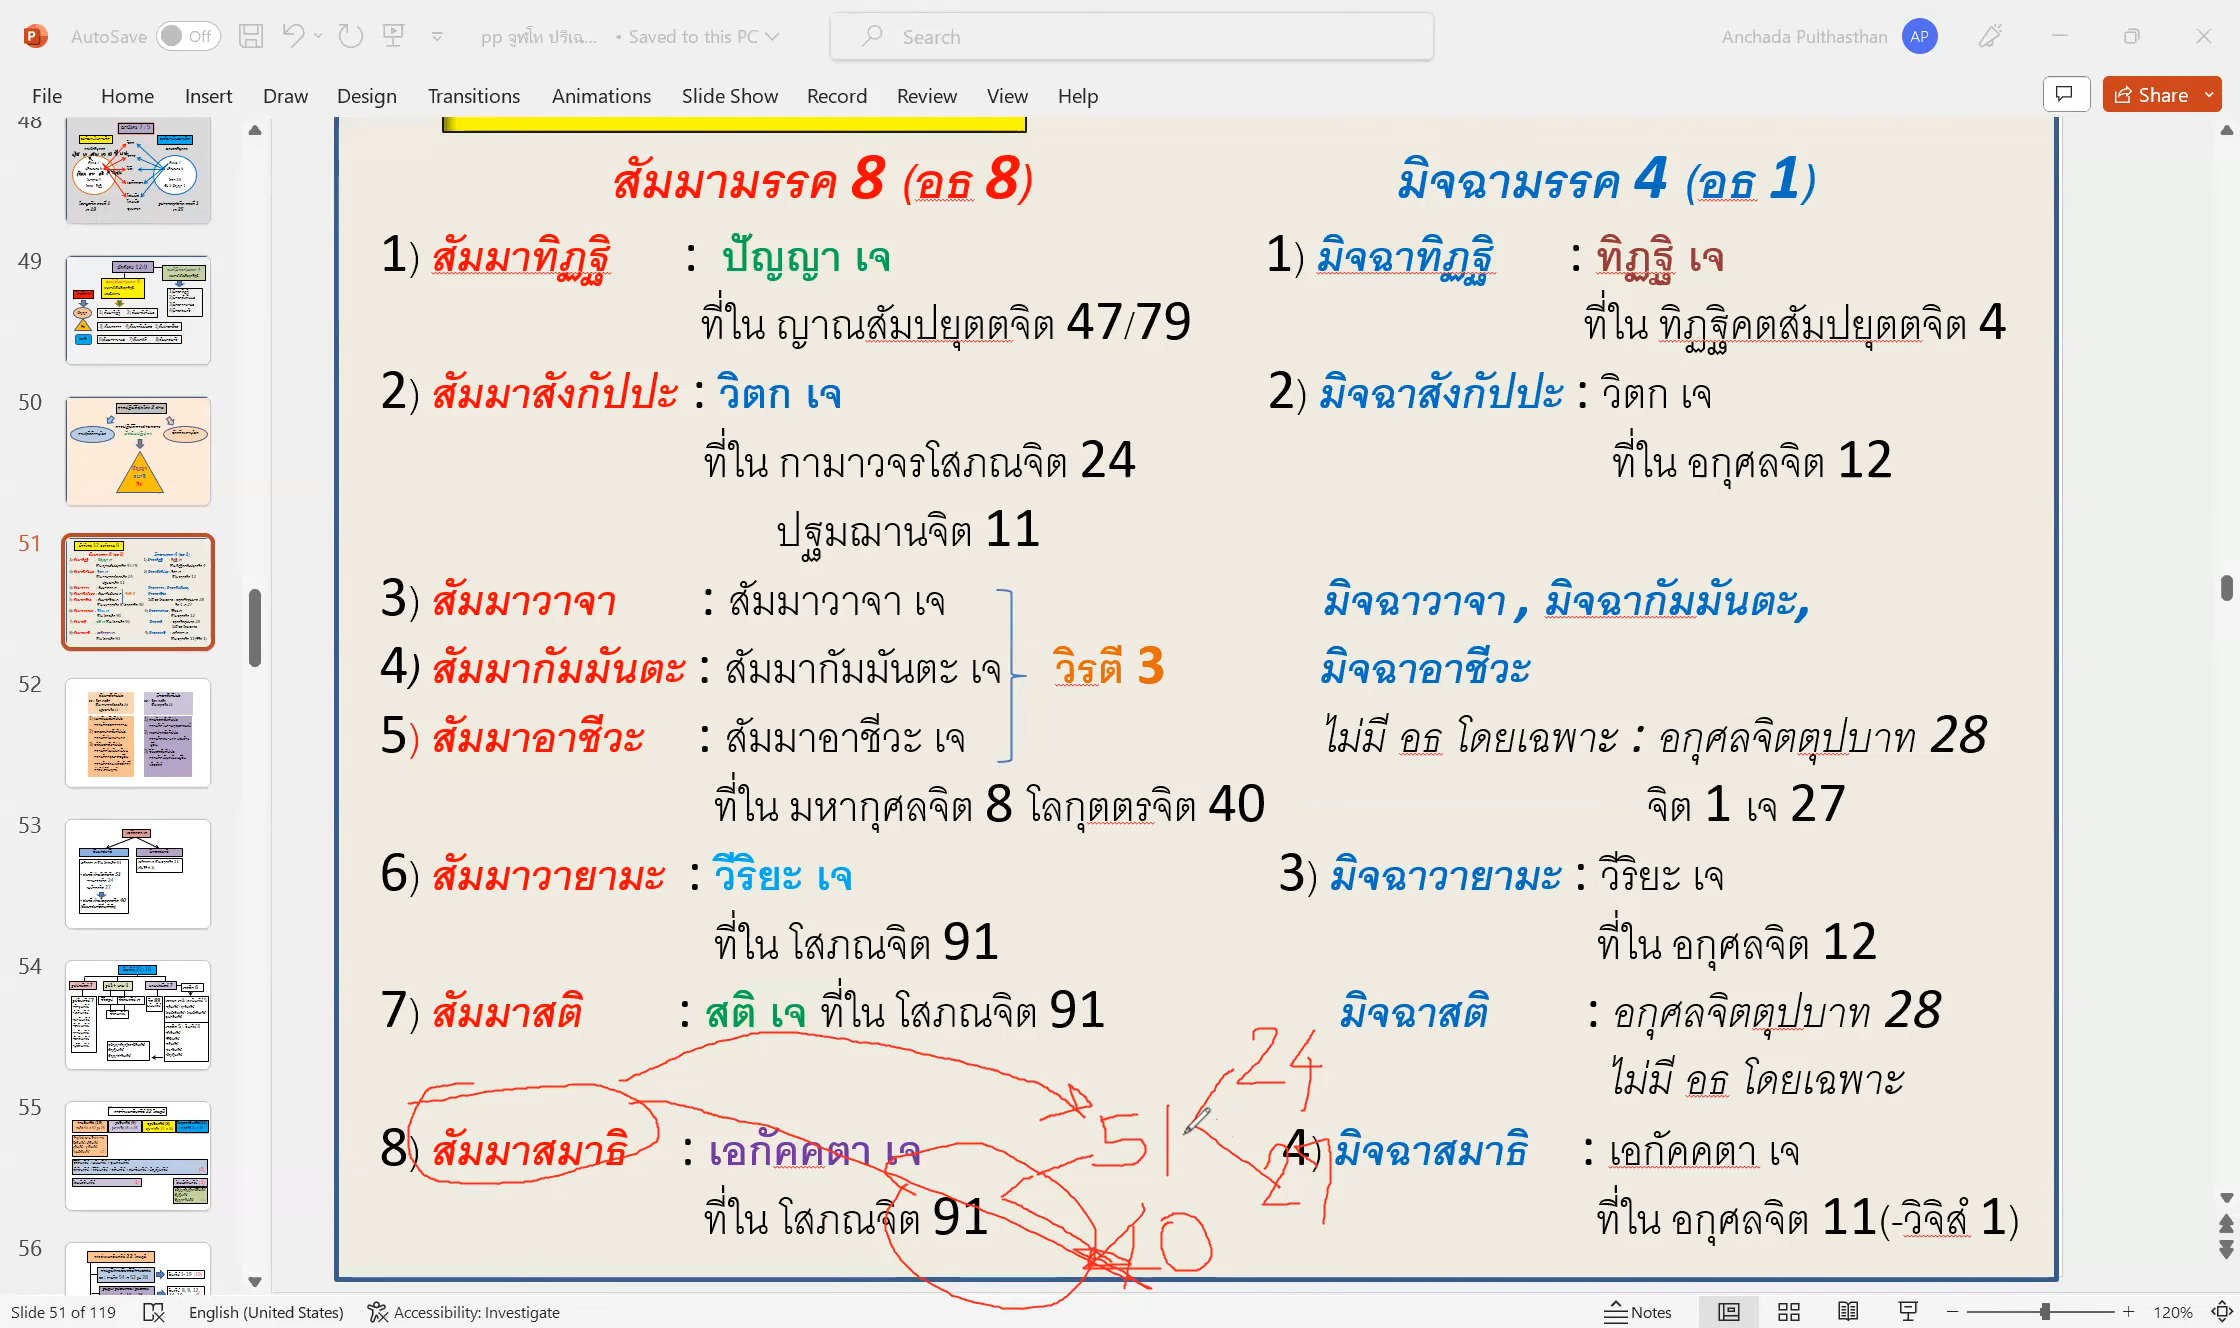 AutoSave Off
pp จูฬโท ปริเฉ... • Saved to this PC
Search
Anchada Pulthasthan AP
File Home Insert Draw Design Transitions Animations Slide Show Record Review View Help
Share
48
49
50
51
52
53
54
55
56
สัมมามรรค 8 (อธ 8)
มิจฉามรรค 4 (อธ 1)
1) สัมมาทิฏฐิ : ปัญญา เจ
ที่ใน ญาณสัมปยุตตจิต 47/79
2) สัมมาสังกัปปะ : วิตก เจ
ที่ใน กามาวจรโสภณจิต 24
ปฐมฌานจิต 11
3) สัมมาวาจา : สัมมาวาจา เจ
4) สัมมากัมมันตะ : สัมมากัมมันตะ เจ
วิรตี 3
5) สัมมาอาชีวะ : สัมมาอาชีวะ เจ
ที่ใน มหากุศลจิต 8 โลกุตตรจิต 40
6) สัมมาวายามะ : วีริยะ เจ
ที่ใน โสภณจิต 91
7) สัมมาสติ : สติ เจ ที่ใน โสภณจิต 91
8) สัมมาสมาธิ : เอกัคคตา เจ
ที่ใน โสภณจิต 91
1) มิจฉาทิฏฐิ : ทิฏฐิ เจ
ที่ใน ทิฏฐิคตสัมปยุตตจิต 4
2) มิจฉาสังกัปปะ : วิตก เจ
ที่ใน อกุศลจิต 12
มิจฉาวาจา , มิจฉากัมมันตะ,
มิจฉาอาชีวะ
ไม่มี อธ โดยเฉพาะ : อกุศลจิตตุปบาท 28
จิต 1 เจ 27
3) มิจฉาวายามะ : วีริยะ เจ
ที่ใน อกุศลจิต 12
มิจฉาสติ : อกุศลจิตตุปบาท 28
ไม่มี อธ โดยเฉพาะ
4) มิจฉาสมาธิ : เอกัคคตา เจ
ที่ใน อกุศลจิต 11(-วิจิสํ 1)
24
51
27
40
Slide 51 of 119 English (United States) Accessibility: Investigate
Notes
120%